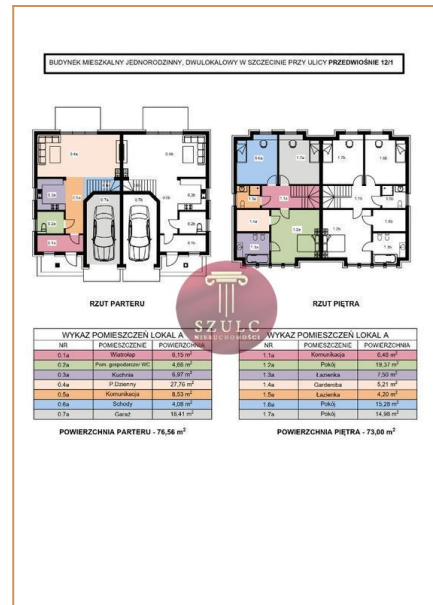 BUDYNEK MIESZKALNY JEDNORODZINNY, DWULOKALOWY W SZCZECINIE PRZY ULICY PRZEDWIOŚNIE 12/1
RZUT PARTERU
RZUT PIĘTRA
SZULC
NIERUCHOMOŚCI
WYKAZ POMIESZCZEŃ LOKAL A
NR POMIESZCZENIE POWIERZCHNIA
0.1a Wiatrołap 6,15 m²
0.2a Pom. gospodarcze/ WC 4,66 m²
0.3a Kuchnia 6,97 m²
0.4a P.Dzienny 27,76 m²
0.5a Komunikacja 8,53 m²
0.6a Schody 4,08 m²
0.7a Garaż 18,41 m²
POWIERZCHNIA PARTERU - 76,56 m²
WYKAZ POMIESZCZEŃ LOKAL A
NR POMIESZCZENIE POWIERZCHNIA
1.1a Komunikacja 6,46 m²
1.2a Pokój 19,37 m²
1.3a Łazienka 7,50 m²
1.4a Garderoba 5,21 m²
1.5a Łazienka 4,20 m²
1.6a Pokój 15,28 m²
1.7a Pokój 14,98 m²
POWIERZCHNIA PIĘTRA - 73,00 m²